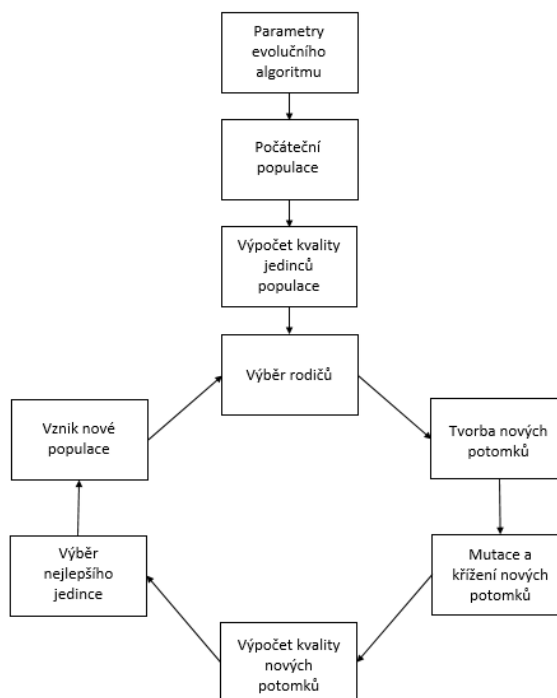 Parametry
evolučního
algoritmu
Počáteční
populace
Výpočet kvality
jedinců
populace
Výběr rodičů
Vznik nové
populace
Tvorba nových
potomků
Výběr
nejlepšího
jedince
Mutace a
křížení nových
potomků
Výpočet kvality
nových
potomků